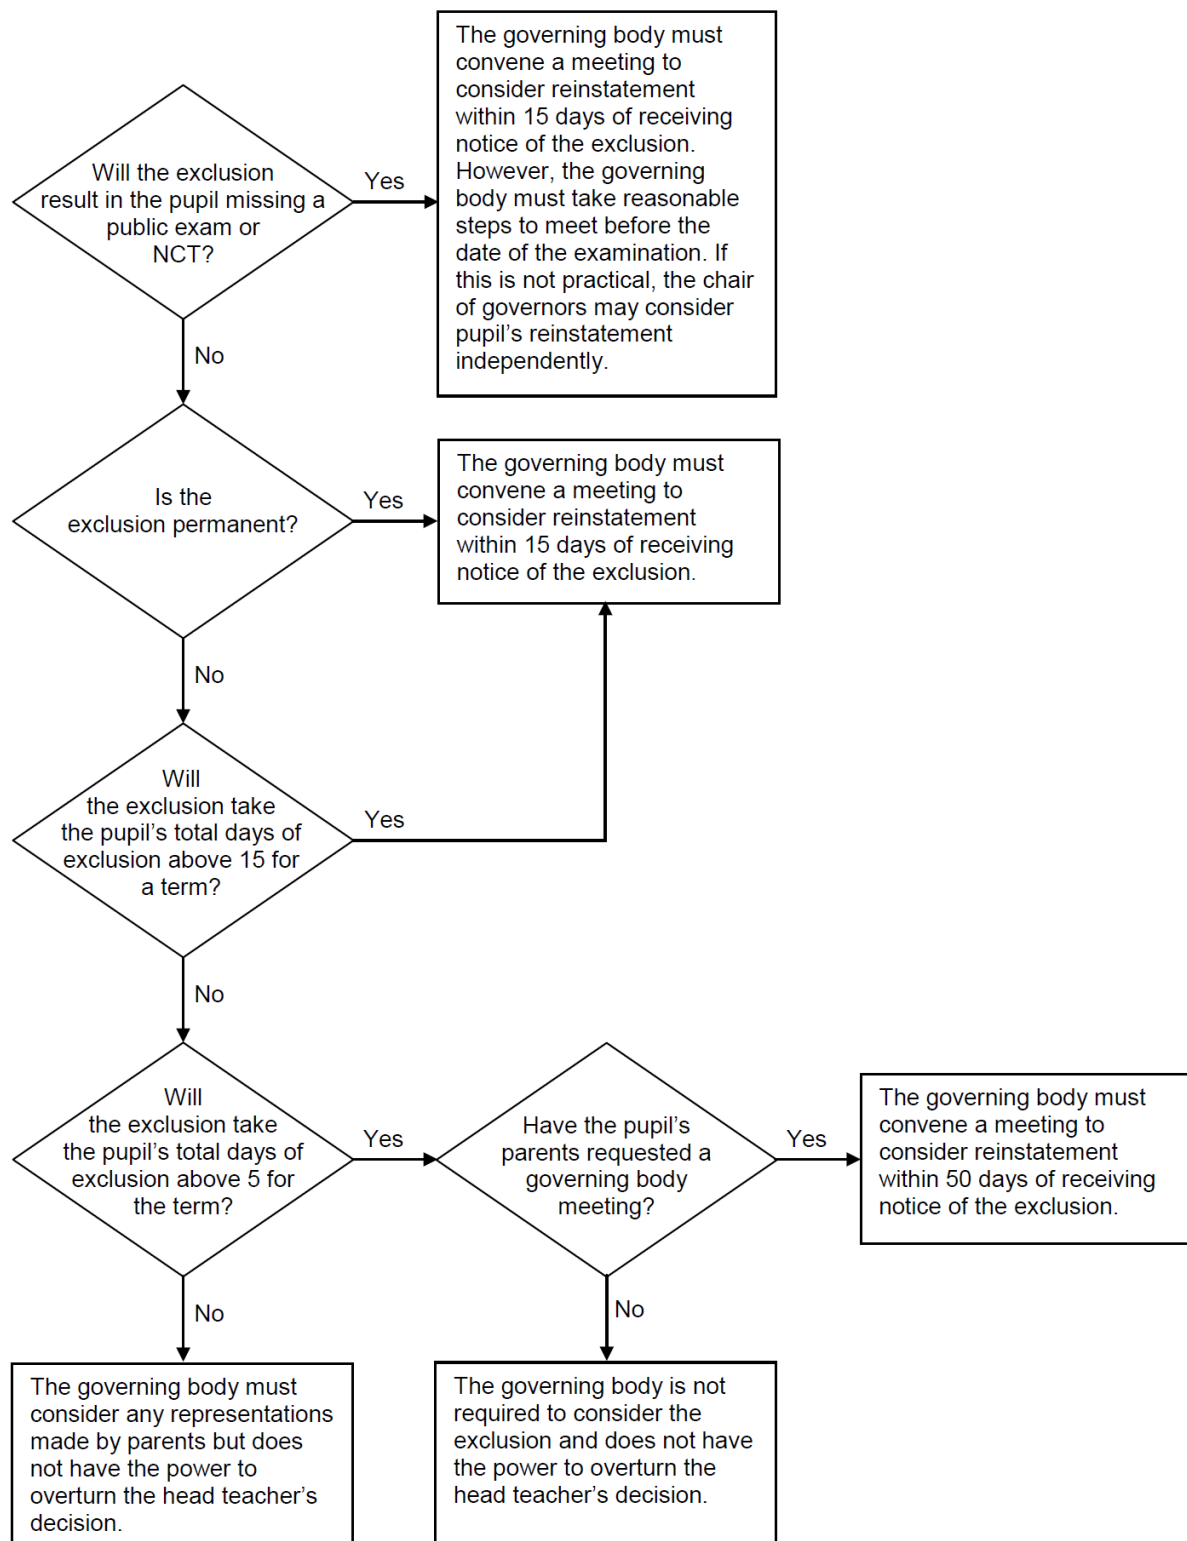 The governing body must
convene a meeting to
consider reinstatement
within 15 days of receiving
notice of the exclusion.
However, the governing
body must take reasonable
steps to meet before the
date of the examination. If
this is not practical, the chair
of governors may consider
pupil's reinstatement
independently.
Will the exclusion
result in the pupil missing a
public exam or
NCT?
Yes
No
Is the
exclusion permanent?
Yes
The governing body must
convene a meeting to
consider reinstatement
within 15 days of receiving
notice of the exclusion.
No
Will
the exclusion take
the pupil's total days of
exclusion above 15 for
a term?
Yes
No
Will
the exclusion take
the pupil's total days of
exclusion above 5 for
the term?
Yes
Have the pupil's
parents requested a
governing body
meeting?
Yes
The governing body must
convene a meeting to
consider reinstatement
within 50 days of receiving
notice of the exclusion.
No
No
The governing body must
consider any representations
made by parents but does
not have the power to
overturn the head teacher's
decision.
The governing body is not
required to consider the
exclusion and does not have
the power to overturn the
head teacher's decision.